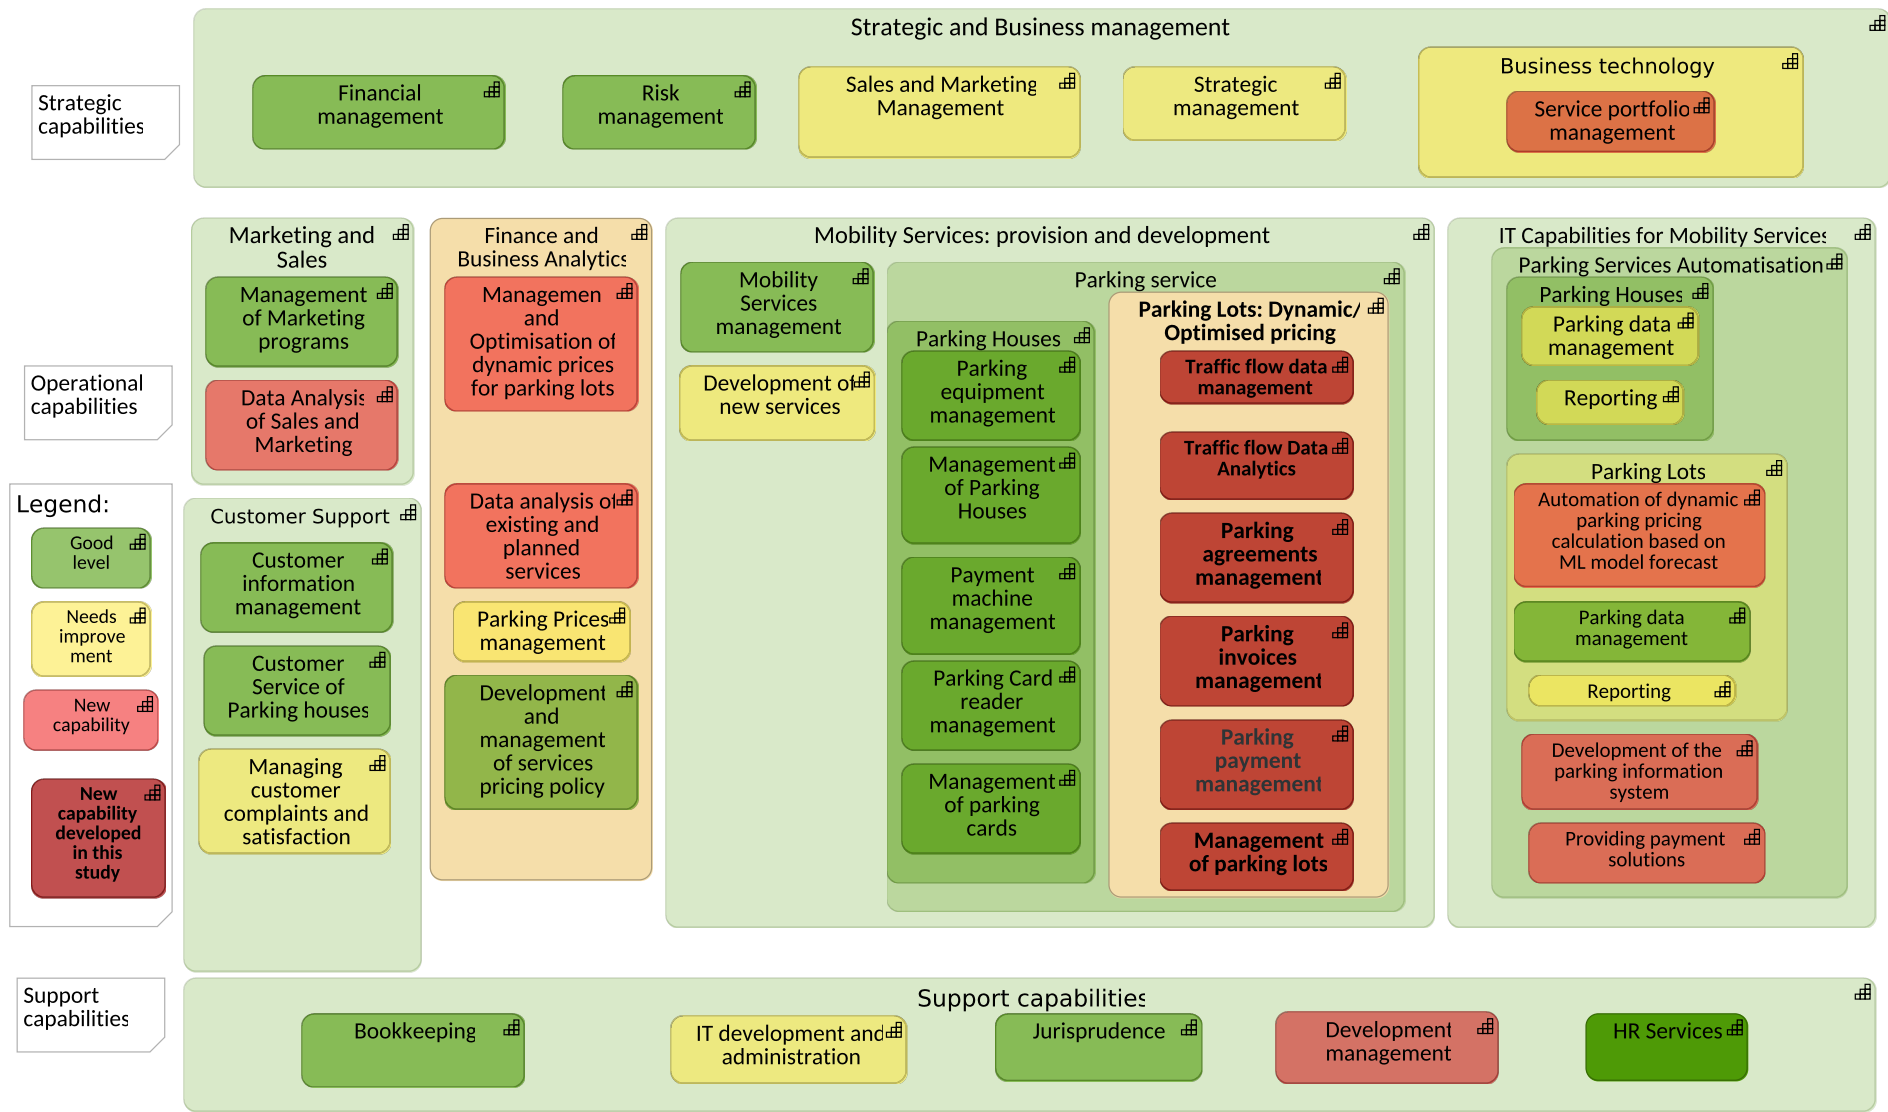 Strategic and Business management
Strategic
capabilities
Financial
management
Risk
management
Sales and Marketing
Management
Strategic
management
Business technology
Service portfolio
management
Operational
capabilities
Marketing and
Sales
Management
of Marketing
programs
Data Analysis
of Sales and
Marketing
Customer Support
Customer
information
management
Customer
Service of
Parking houses
Managing
customer
complaints and
satisfaction
Finance and
Business Analytics
Managemen
and
Optimisation of
dynamic prices
for parking lots
Data analysis of
existing and
planned
services
Parking Prices
management
Development
and
management
of services
pricing policy
Mobility Services: provision and development
Mobility
Services
management
Development of
new services
Parking service
Parking Houses
Parking
equipment
management
Management
of Parking
Houses
Payment
machine
management
Parking Card
reader
management
Management
of parking
cards
Parking Lots: Dynamic/
Optimised pricing
Traffic flow data
management
Traffic flow Data
Analytics
Parking
agreements
management
Parking
invoices
management
Parking
payment
management
Management
of parking lots
IT Capabilities for Mobility Services
Parking Services Automatisation
Parking Houses
Parking data
management
Reporting
Parking Lots
Automation of dynamic
parking pricing
calculation based on
ML model forecast
Parking data
management
Reporting
Development of the
parking information
system
Providing payment
solutions
Legend:
Good
level
Needs
improve
ment
New
capability
New
capability
developed
in this
study
Support
capabilities
Support capabilities
Bookkeeping
IT development and
administration
Jurisprudence
Development
management
HR Services